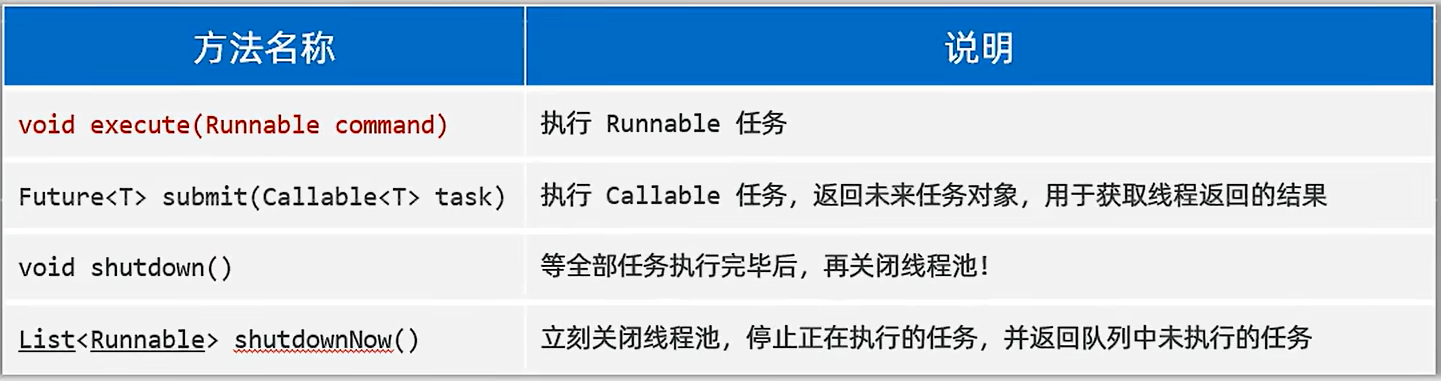 方法名称 说明
void execute(Runnable command) 执行 Runnable 任务
Future<T> submit(Callable<T> task) 执行 Callable 任务，返回未来任务对象，用于获取线程返回的结果
void shutdown() 等全部任务执行完毕后，再关闭线程池！
List<Runnable> shutdownNow() 立刻关闭线程池，停止正在执行的任务，并返回队列中未执行的任务